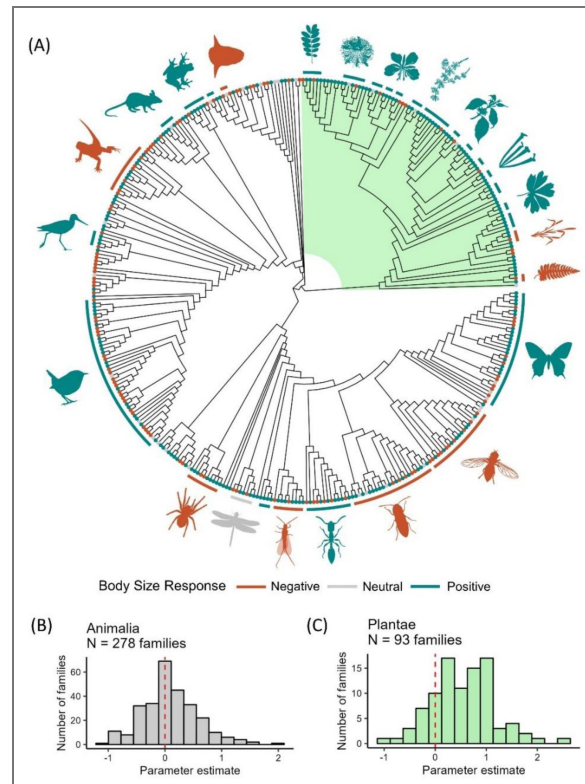 (A)
Body Size Response Negative Neutral Positive
(B)
Animalia
N = 278 families
Number of families
60
40
20
0
-1 0 1 2
Parameter estimate
(C)
Plantae
N = 93 families
Number of families
15
10
5
0
-1 0 1 2
Parameter estimate